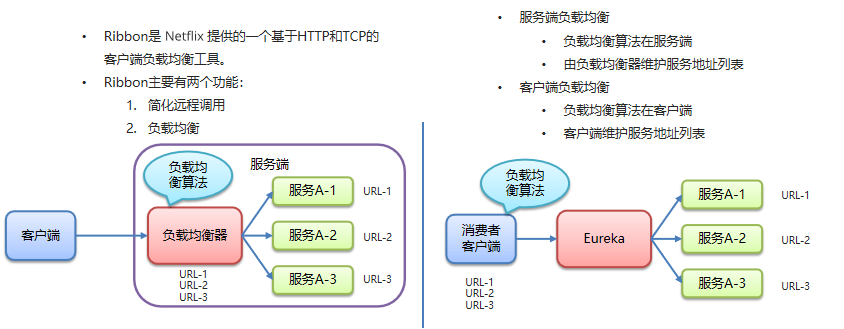 • Ribbon是 Netflix 提供的一个基于HTTP和TCP的
客户端负载均衡工具。
• Ribbon主要有两个功能：
1. 简化远程调用
2. 负载均衡
负载均
衡算法
服务端
客户端
负载均衡器
URL-1
URL-2
URL-3
服务A-1
URL-1
服务A-2
URL-2
服务A-3
URL-3
• 服务端负载均衡
• 负载均衡算法在服务端
• 由负载均衡器维护服务地址列表
• 客户端负载均衡
• 负载均衡算法在客户端
• 客户端维护服务地址列表
负载均
衡算法
消费者
客户端
URL-1
URL-2
URL-3
Eureka
服务A-1
URL-1
服务A-2
URL-2
服务A-3
URL-3